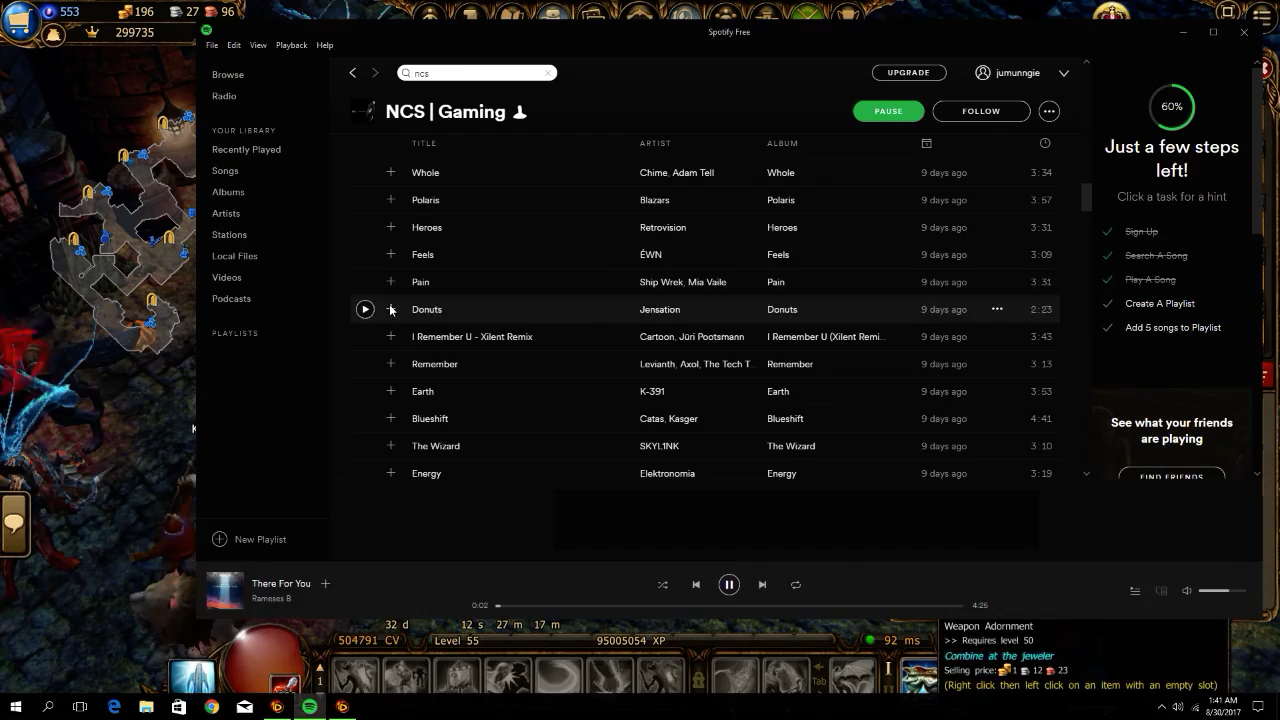 553
196
27
96
299735
Spotify Free
File Edit View Playback Help
ncs
UPGRADE
jumunngie
Browse
Radio
YOUR LIBRARY
Recently Played
Songs
Albums
Artists
Stations
Local Files
Videos
Podcasts
PLAYLISTS
New Playlist
NCS | Gaming
PAUSE
FOLLOW
TITLE ARTIST ALBUM
Whole Chime, Adam Tell Whole 9 days ago 3:34
Polaris Blazars Polaris 9 days ago 3:57
Heroes Retrovision Heroes 9 days ago 3:31
Feels ÉWN Feels 9 days ago 3:09
Pain Ship Wrek, Mia Vaile Pain 9 days ago 3:31
Donuts Jensation Donuts 9 days ago 2:23
I Remember U - Xilent Remix Cartoon, Jüri Pootsmann I Remember U (Xilent Remi... 9 days ago 3:43
Remember Levianth, Axol, The Tech T... Remember 9 days ago 3:13
Earth K-391 Earth 9 days ago 3:53
Blueshift Catas, Kasger Blueshift 9 days ago 4:41
The Wizard SKYL1NK The Wizard 9 days ago 3:10
Energy Elektronomia Energy 9 days ago 3:19
60%
Just a few steps
left!
Click a task for a hint
Sign Up
Search A Song
Play A Song
Create A Playlist
Add 5 songs to Playlist
See what your friends
are playing
FIND FRIENDS
There For You
Rameses B
0:02
4:25
32 d 12 s 27 m 17 m
504791 CV Level 55 95005054 XP 92 ms
1
Tab
Weapon Adornment
>> Requires level 50
Combine at the jeweler
Selling price: 1 12 23
(Right click then left click on an item with an empty slot)
1:41 AM
8/30/2017